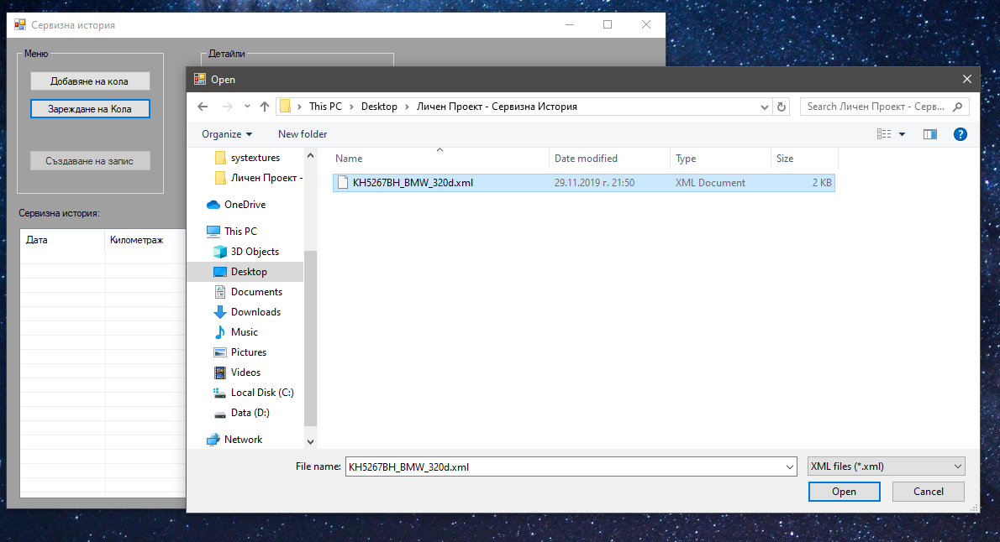 Сервизна история
Меню
Детайли
Добавяне на кола
Зареждане на Кола
Създаване на запис
Сервизна история:
Дата Километраж
Open
This PC Desktop Личен Проект - Сервизна История
Search Личен Проект - Серв...
Organize New folder
systextures
Личен Проект -
OneDrive
This PC
3D Objects
Desktop
Documents
Downloads
Music
Pictures
Videos
Local Disk (C:)
Data (D:)
Network
Name Date modified Type Size
KH5267BH_BMW_320d.xml 29.11.2019 г. 21:50 XML Document 2 KB
File name: KH5267BH_BMW_320d.xml XML files (*.xml)
Open Cancel